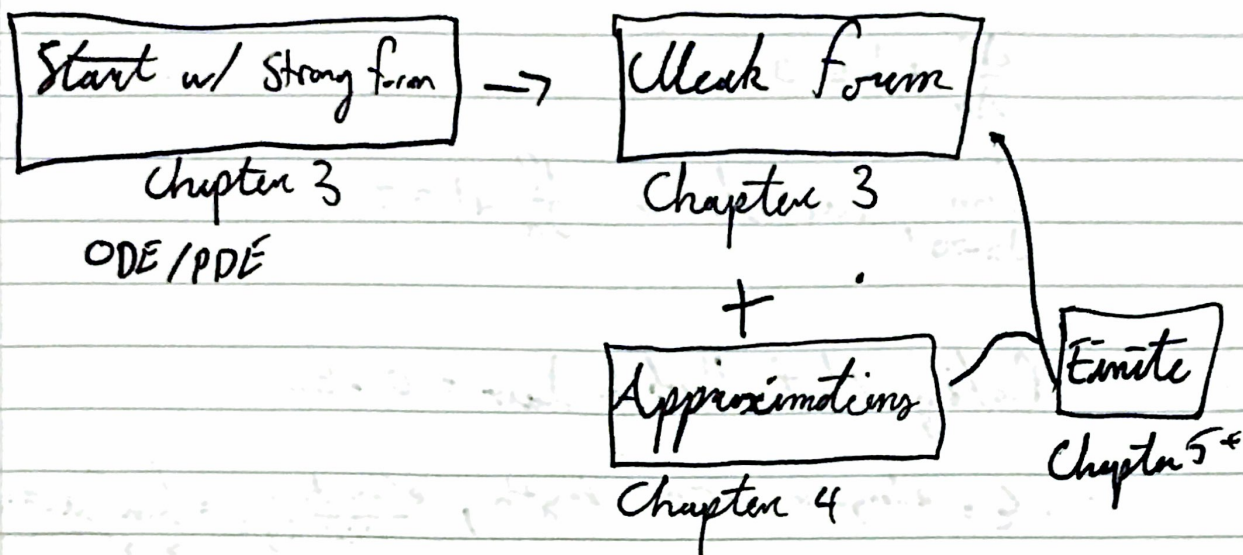 Start w/ Strong form → Weak form
Chapter 3
Chapter 3
ODE/PDE
+
Approximations
Finite
Chapter 4
Chapter 5+